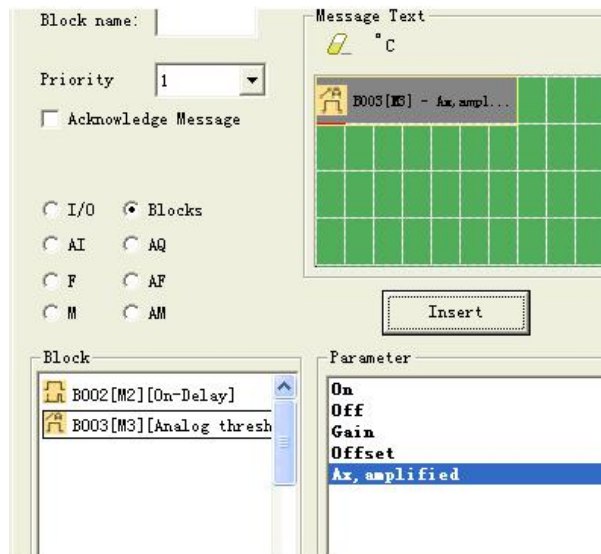 Block name:
Message Text
°C
Priority
1
B003[M3] - Ax, ampl...
Acknowledge Message
I/O
Blocks
AI
AQ
F
AF
M
AM
Insert
Block
Parameter
B002[M2][On-Delay]
B003[M3][Analog thresh
On
Off
Gain
Offset
Ax, amplified